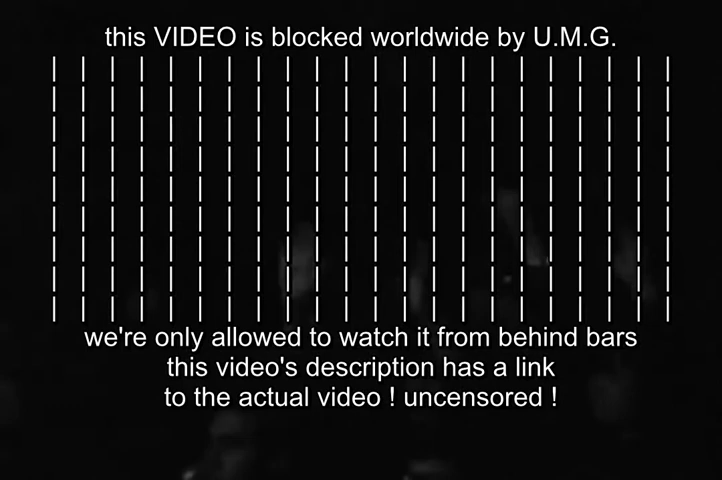 this VIDEO is blocked worldwide by U.M.G.
| | | | | | | | | | | | | | | | | | | | | |
| | | | | | | | | | | | | | | | | | | | | |
| | | | | | | | | | | | | | | | | | | | | |
| | | | | | | | | | | | | | | | | | | | | |
| | | | | | | | | | | | | | | | | | | | | |
| | | | | | | | | | | | | | | | | | | | | |
| | | | | | | | | | | | | | | | | | | | | |
| | | | | | | | | | | | | | | | | | | | | |
| | | | | | | | | | | | | | | | | | | | | |
we're only allowed to watch it from behind bars
this video's description has a link
to the actual video ! uncensored !